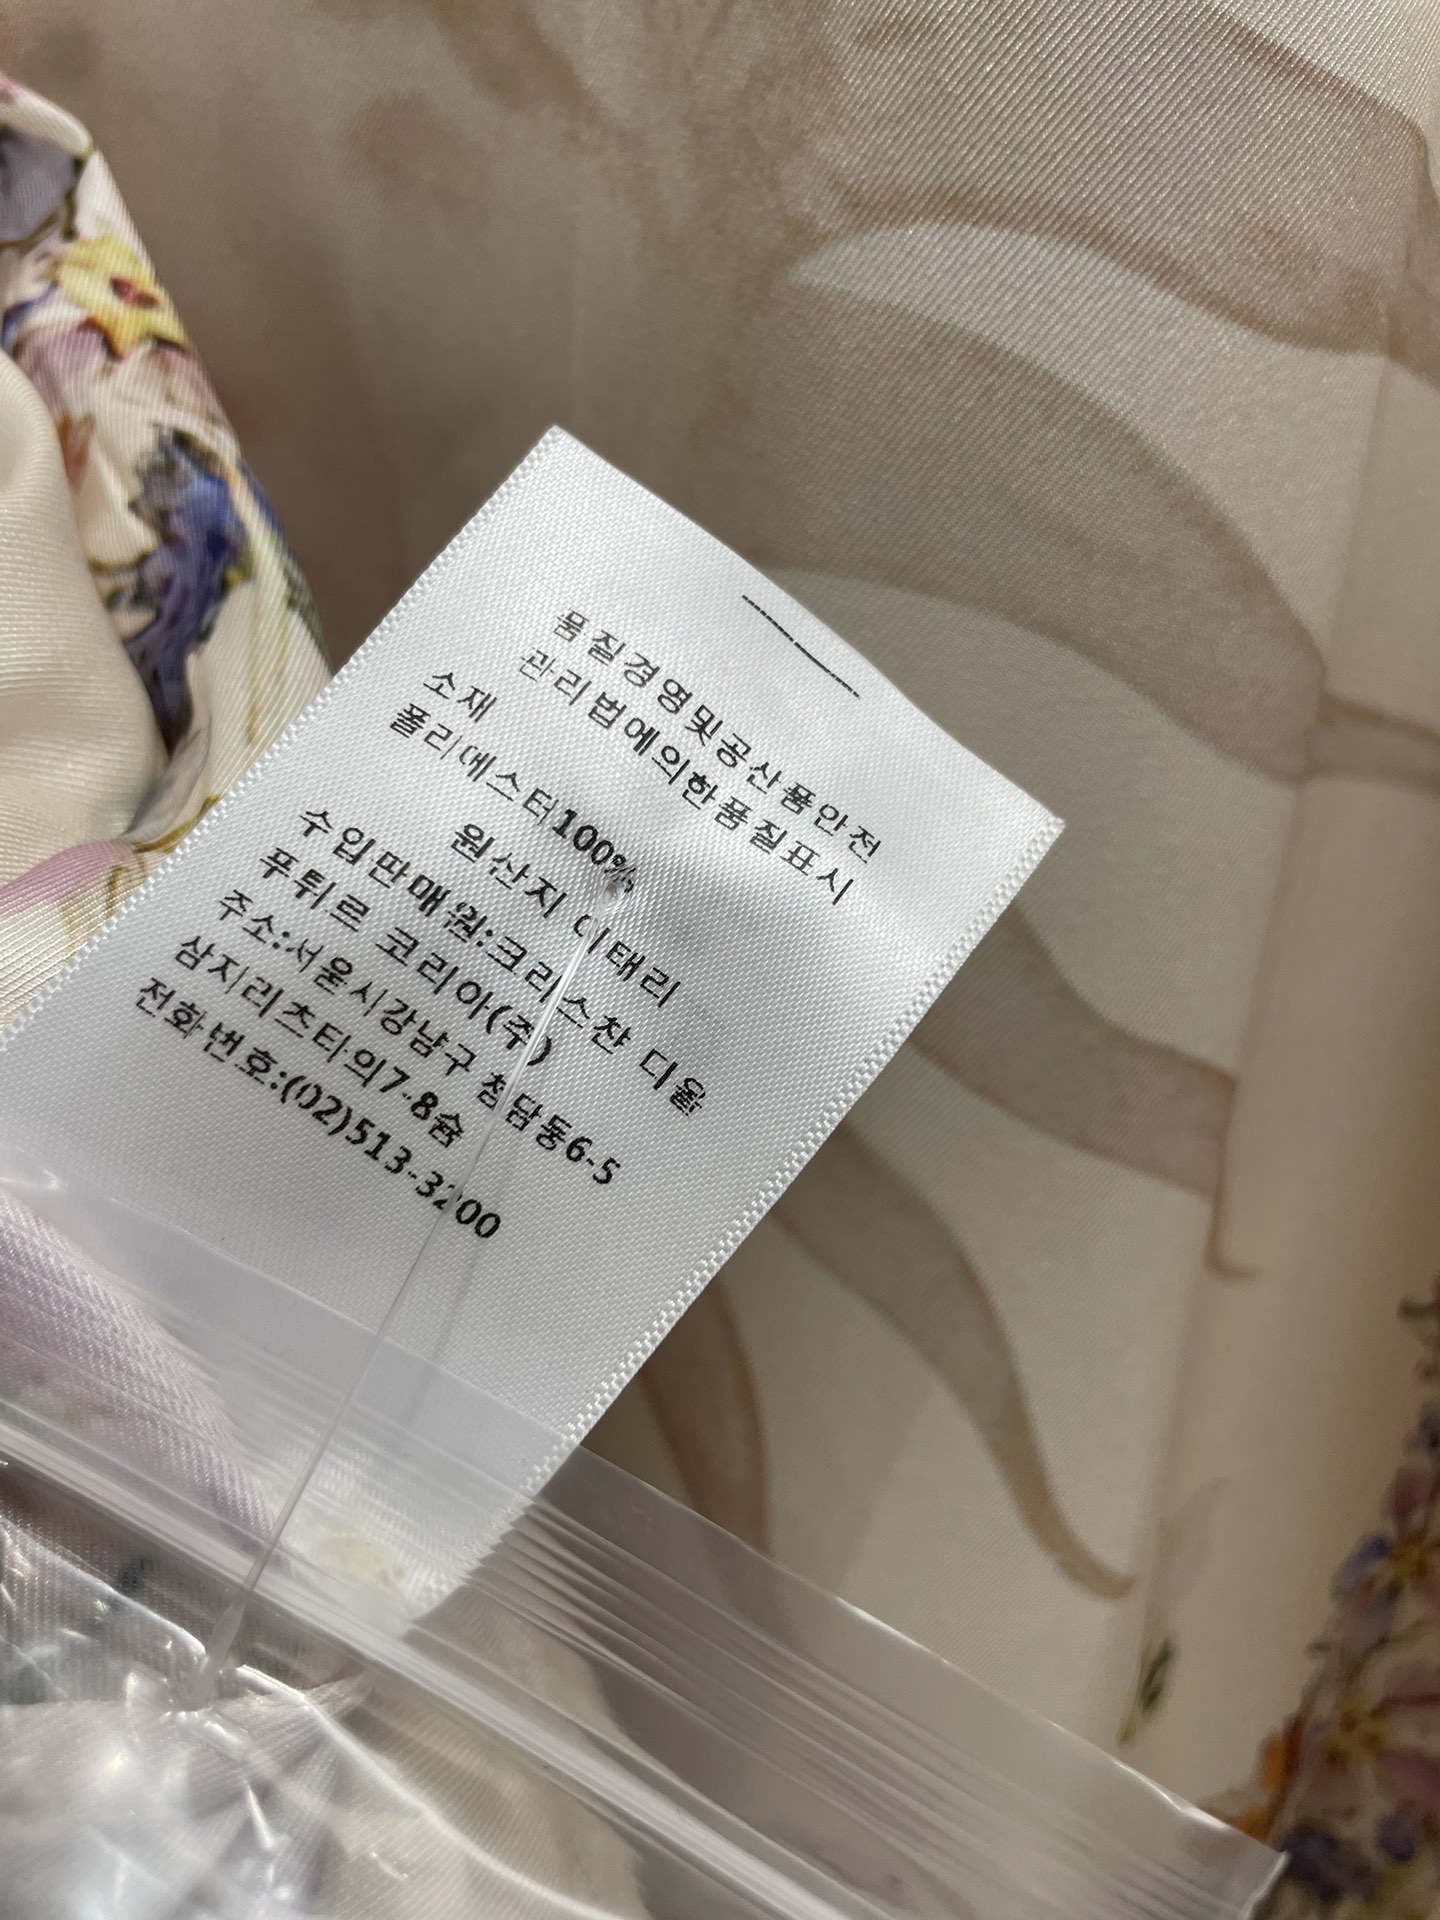 품질경영및공산품안전
관리법에의한품질표시
소재
폴리에스터100%
원산지 이태리
수입판매원:크리스챤 디올
푸튀르 코리아(주)
주소:서울시강남구 청담동6-5
삼지리츠티의7-8숍
전화번호:(02)513-3200